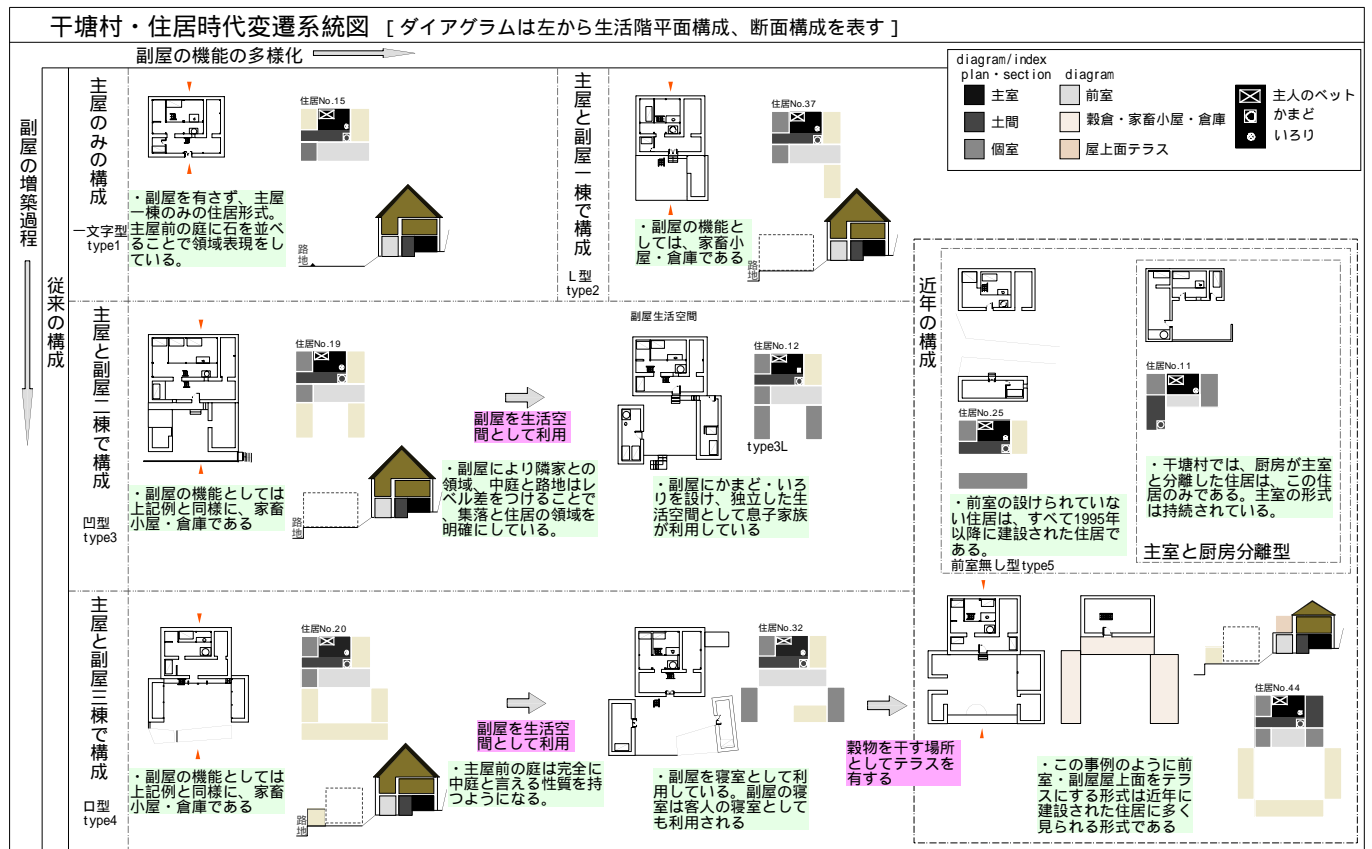 干塘村・住居時代変遷系統図 [ ダイアグラムは左から生活階平面構成、断面構成を表す ]
副屋の機能の多様化
diagram/index
plan・section diagram
主室
前室
主人のベット
土間
穀倉・家畜小屋・倉庫
かまど
個室
屋上面テラス
いろり
副屋の増築過程
従来の構成
主屋のみの構成
一文字型
type1
住居No.15
・副屋を有さず、主屋
一棟のみの住居形式。
主屋前の庭に石を並べ
ることで領域表現をし
ている。
路地
主屋と副屋一棟で構成
L型
type2
住居No.37
・副屋の機能と
しては、家畜小
屋・倉庫である
路地
主屋と副屋二棟で構成
凹型
type3
住居No.19
・副屋の機能としては
上記例と同様に、家畜
小屋・倉庫である
路地
副屋を生活空
間として利用
・副屋により隣家との
領域、中庭と路地はレ
ベル差をつけることで
、集落と住居の領域を
明確にしている。
副屋生活空間
住居No.12
type3L
・副屋にかまど・いろ
りを設け、独立した生
活空間として息子家族
が利用している
近年の構成
住居No.25
・前室の設けられていな
い住居は、すべて1995年
以降に建設された住居で
ある。
前室無し型type5
住居No.11
・干塘村では、厨房が主室
と分離した住居は、この住
居のみである。主室の形式
は持続されている。
主室と厨房分離型
主屋と副屋三棟で構成
ロ型
type4
住居No.20
・副屋の機能としては
上記例と同様に、家畜
小屋・倉庫である
路地
副屋を生活空
間として利用
・主屋前の庭は完全に
中庭と言える性質を持
つようになる。
住居No.32
・副屋を寝室として利
用している。副屋の寝
室は客人の寝室として
も利用される
穀物を干す場所
としてテラスを
有する
住居No.44
・この事例のように前
室・副屋屋上面をテラ
スにする形式は近年に
建設された住居に多く
見られる形式である